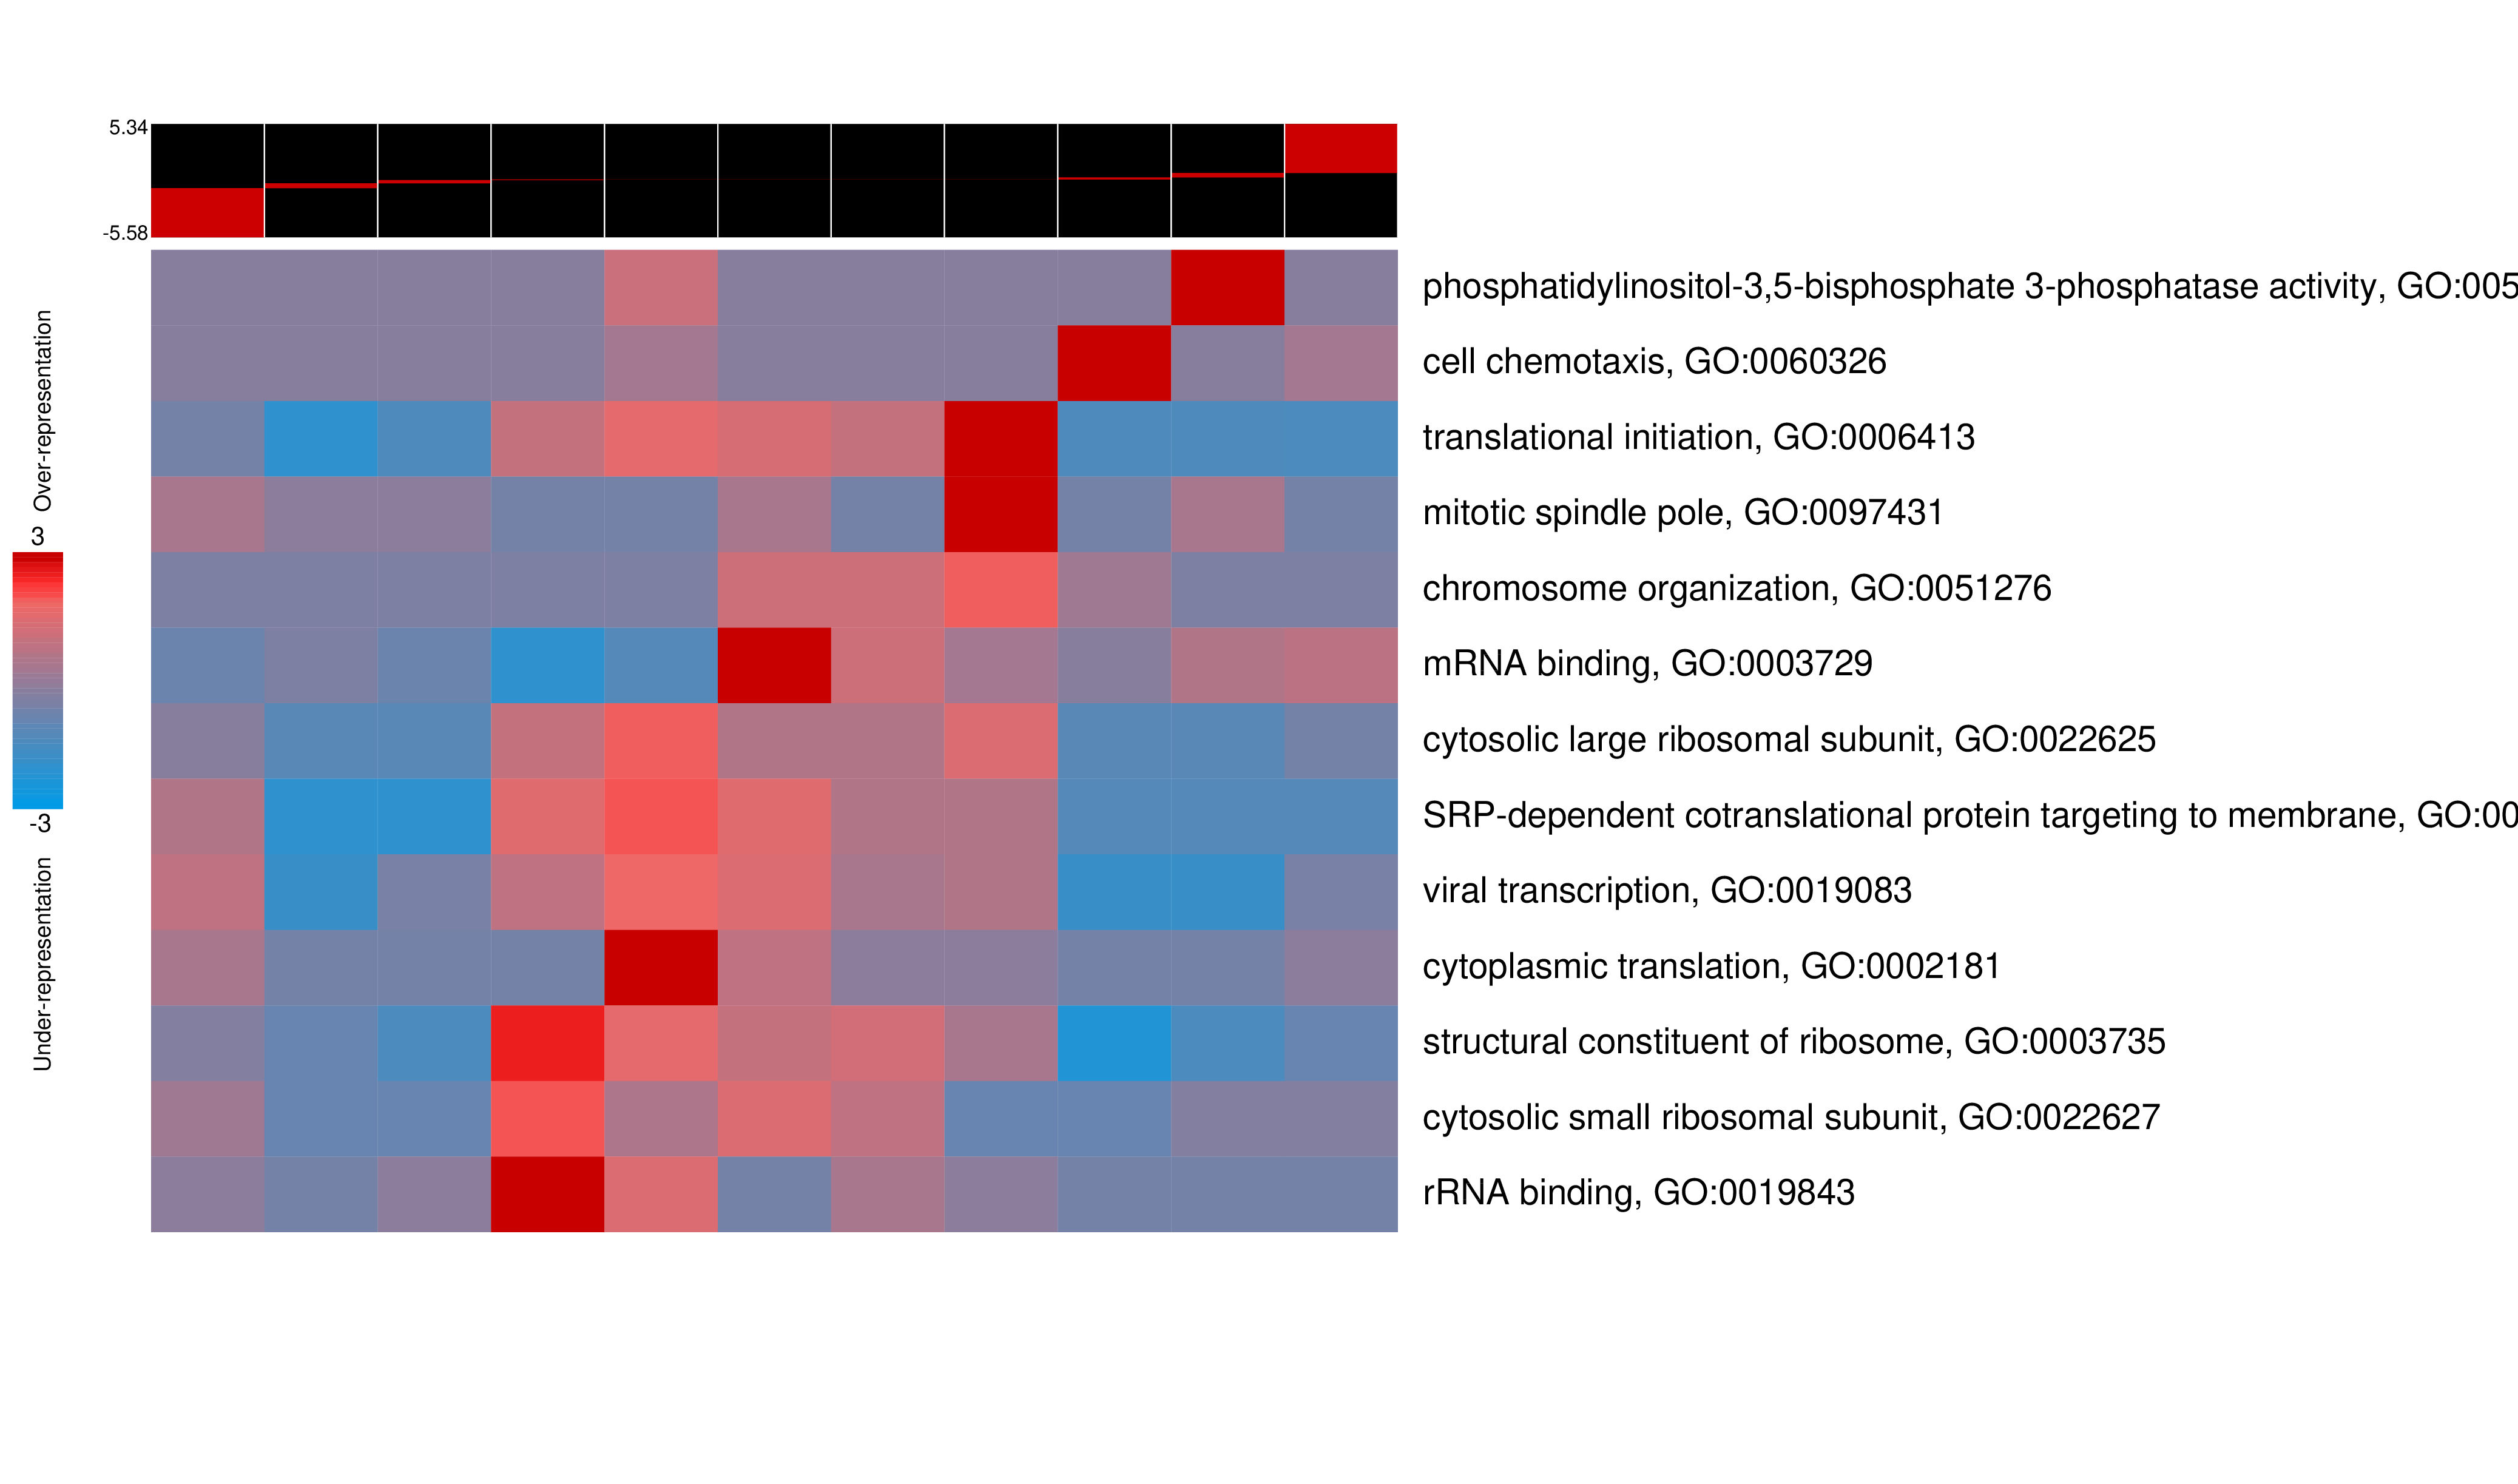 5.34
-5.58
Over-representation
3
-3
Under-representation
phosphatidylinositol-3,5-bisphosphate 3-phosphatase activity, GO:005
cell chemotaxis, GO:0060326
translational initiation, GO:0006413
mitotic spindle pole, GO:0097431
chromosome organization, GO:0051276
mRNA binding, GO:0003729
cytosolic large ribosomal subunit, GO:0022625
SRP-dependent cotranslational protein targeting to membrane, GO:00
viral transcription, GO:0019083
cytoplasmic translation, GO:0002181
structural constituent of ribosome, GO:0003735
cytosolic small ribosomal subunit, GO:0022627
rRNA binding, GO:0019843